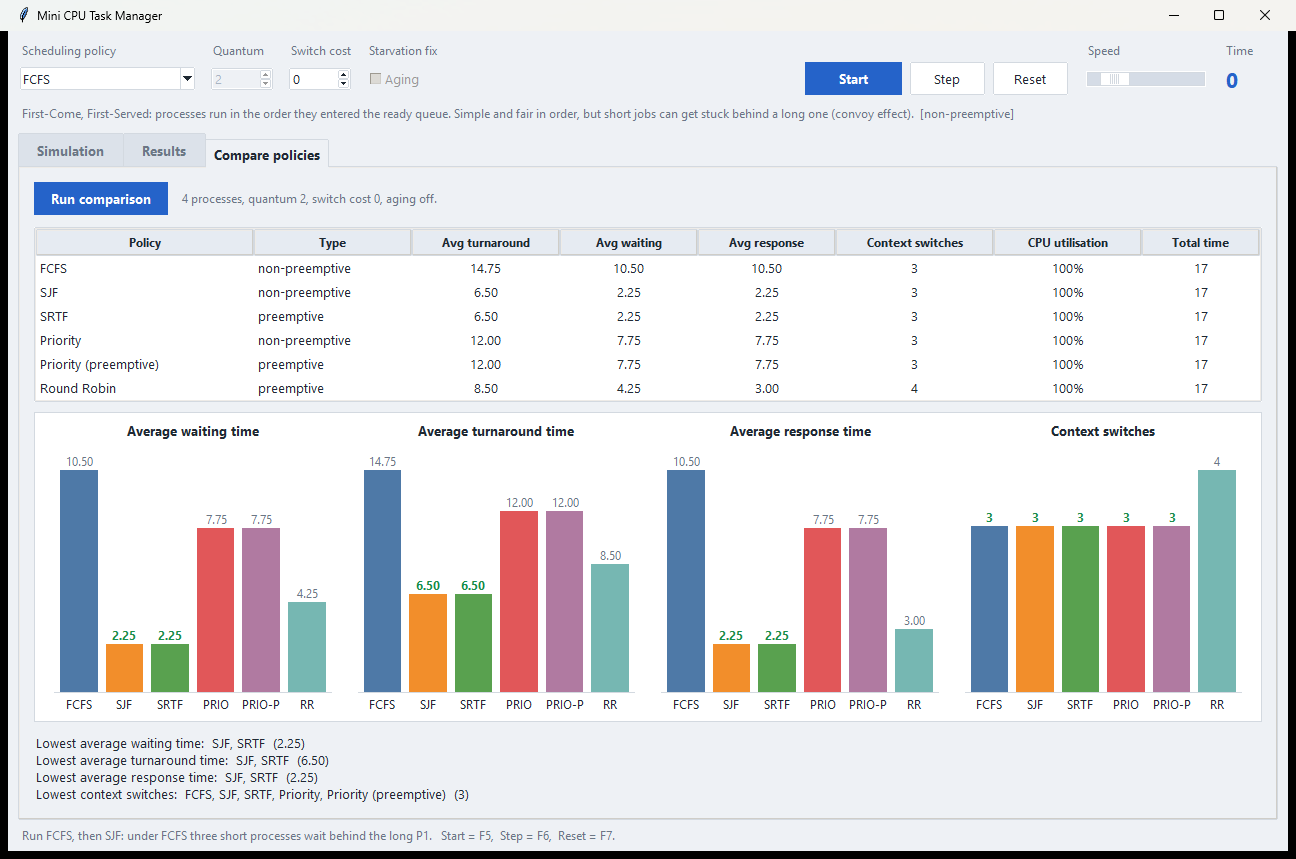 Mini CPU Task Manager
Scheduling policy Quantum Switch cost Starvation fix Speed Time
FCFS 2 0 Aging Start Step Reset 0
First-Come, First-Served: processes run in the order they entered the ready queue. Simple and fair in order, but short jobs can get stuck behind a long one (convoy effect). [non-preemptive]
Simulation Results Compare policies
Run comparison 4 processes, quantum 2, switch cost 0, aging off.
Policy Type Avg turnaround Avg waiting Avg response Context switches CPU utilisation Total time
FCFS non-preemptive 14.75 10.50 10.50 3 100% 17
SJF non-preemptive 6.50 2.25 2.25 3 100% 17
SRTF preemptive 6.50 2.25 2.25 3 100% 17
Priority non-preemptive 12.00 7.75 7.75 3 100% 17
Priority (preemptive) preemptive 12.00 7.75 7.75 3 100% 17
Round Robin preemptive 8.50 4.25 3.00 4 100% 17
Average waiting time Average turnaround time Average response time Context switches
10.50 14.75 10.50 4
7.75 7.75 12.00 12.00 7.75 7.75 3 3 3 3 3
8.50
6.50 6.50
4.25 3.00
2.25 2.25 2.25 2.25
FCFS SJF SRTF PRIO PRIO-P RR FCFS SJF SRTF PRIO PRIO-P RR FCFS SJF SRTF PRIO PRIO-P RR FCFS SJF SRTF PRIO PRIO-P RR
Lowest average waiting time: SJF, SRTF (2.25)
Lowest average turnaround time: SJF, SRTF (6.50)
Lowest average response time: SJF, SRTF (2.25)
Lowest context switches: FCFS, SJF, SRTF, Priority, Priority (preemptive) (3)
Run FCFS, then SJF: under FCFS three short processes wait behind the long P1. Start = F5, Step = F6, Reset = F7.